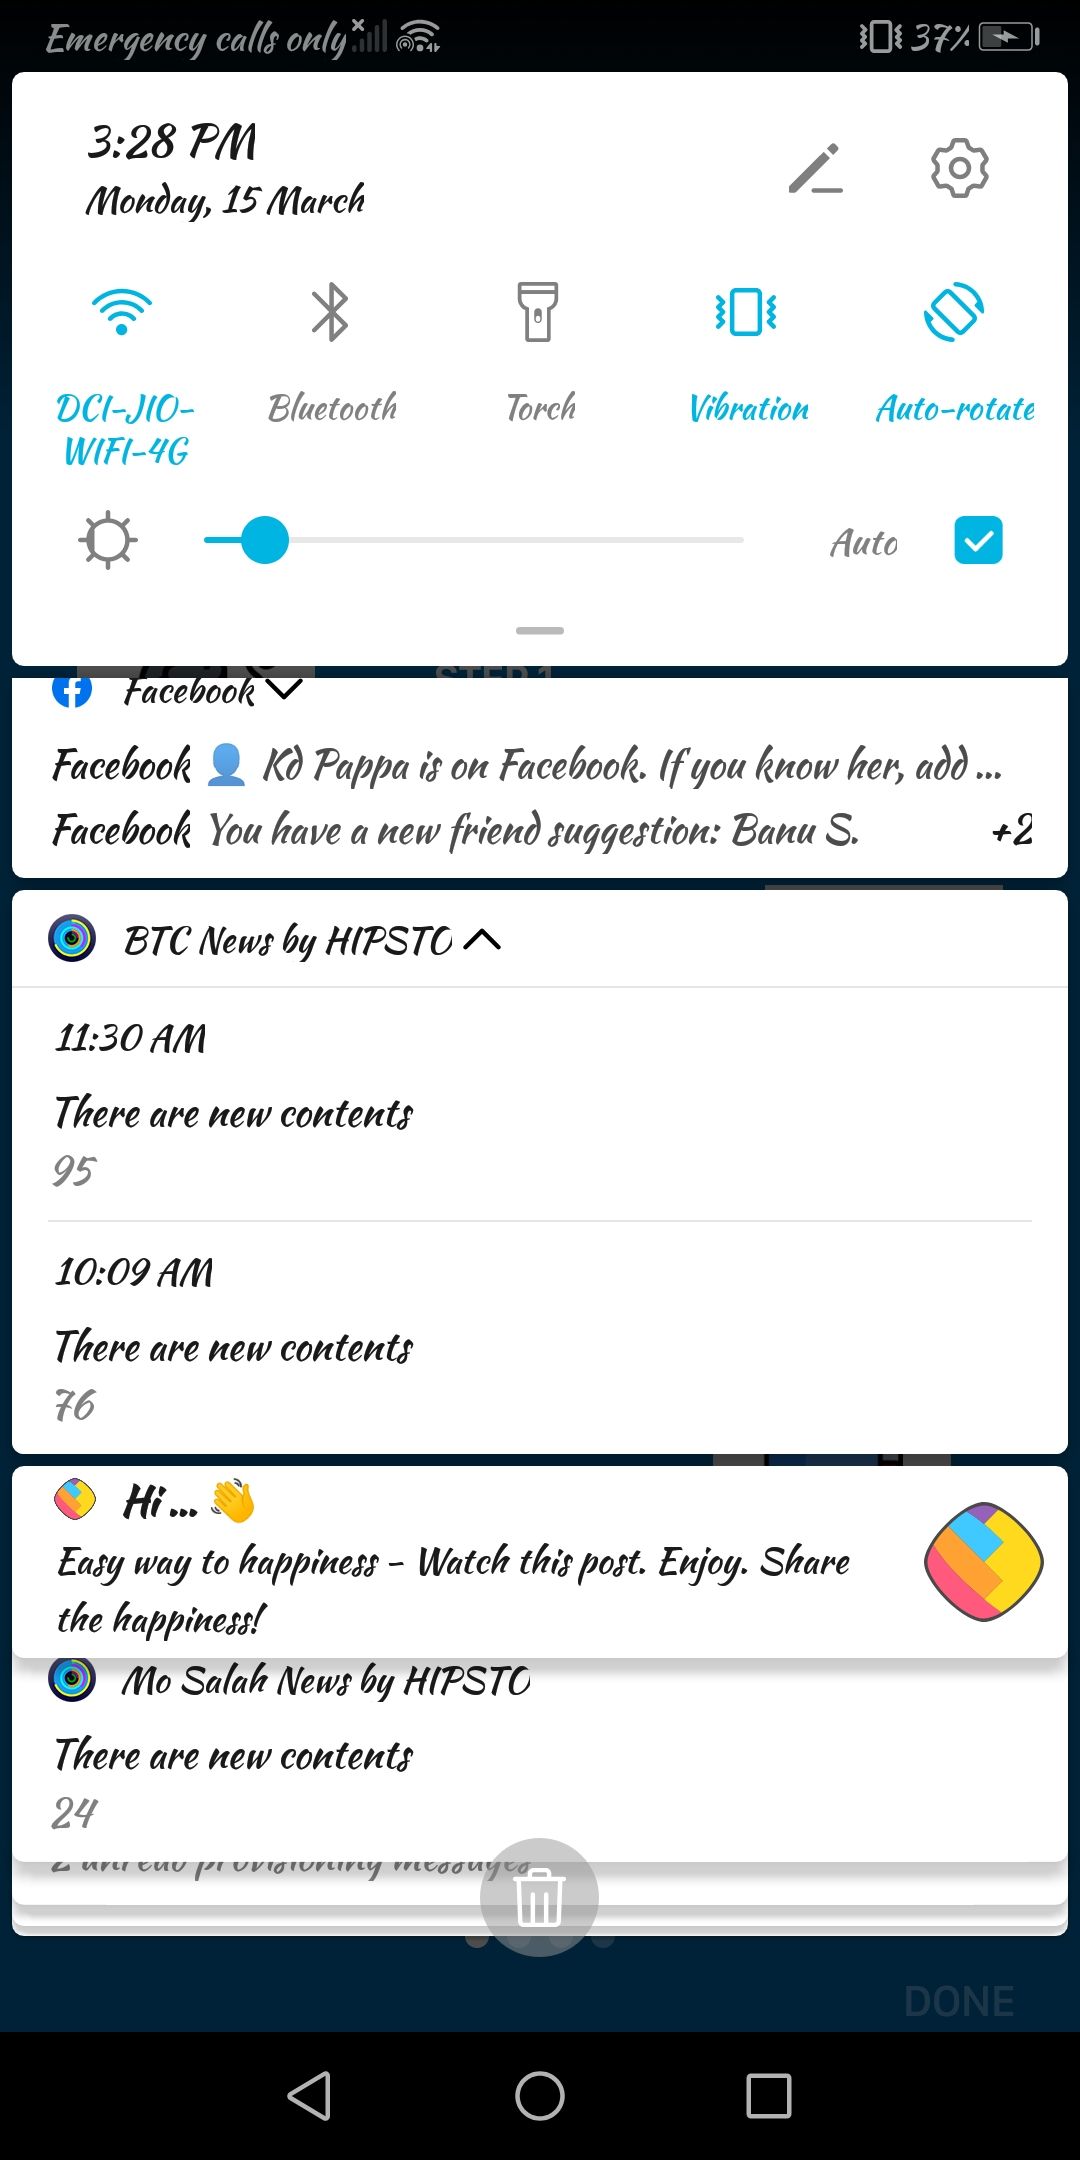 Emergency calls only
37%
3:28 PM
Monday, 15 March
DCI-JIO-
WIFI-4G
Bluetooth
Torch
Vibration
Auto-rotate
Auto
STEP 1
Facebook
Facebook 👤 Kd Pappa is on Facebook. If you know her, add ...
Facebook You have a new friend suggestion: Banu S. +2
BTC News by HIPSTO
11:30 AM
There are new contents
95
10:09 AM
There are new contents
76
Hi ... 👋
Easy way to happiness - Watch this post. Enjoy. Share
the happiness!
Mo Salah News by HIPSTO
There are new contents
24
2 unread provisioning messages
DONE